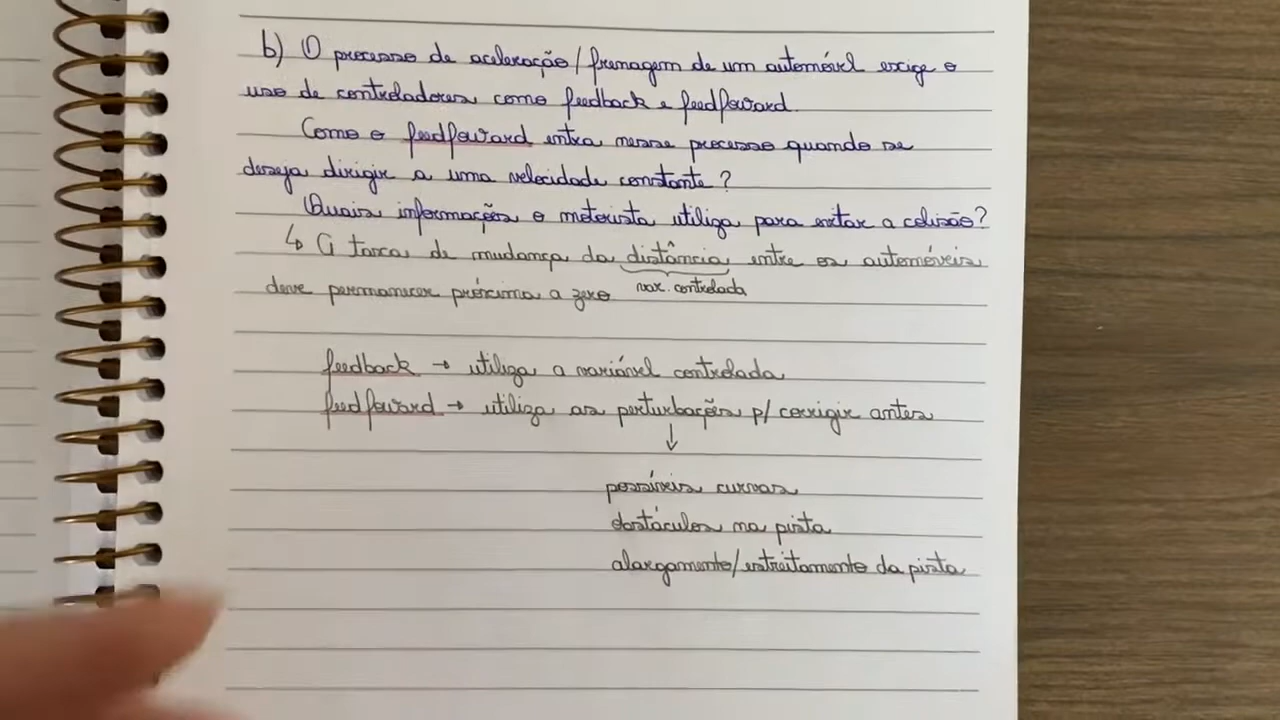 b) O processo de aceleração/frenagem de um automóvel exige o
uso de controladores como feedback e feedfoward.
Como o feedfoward entra nesse processo quando se
deseja dirigir a uma velocidade constante?
Quais informações o motorista utiliza para evitar a colisão?
↳ A taxa de mudança da distância entre os automóveis
deve permanecer próxima a zero var. controlada
feedback → utiliza a variável controlada
feedfoward → utiliza as perturbações p/ corrigir antes
↓
possíveis curvas
obstáculos na pista
alargamento/estreitamento da pista